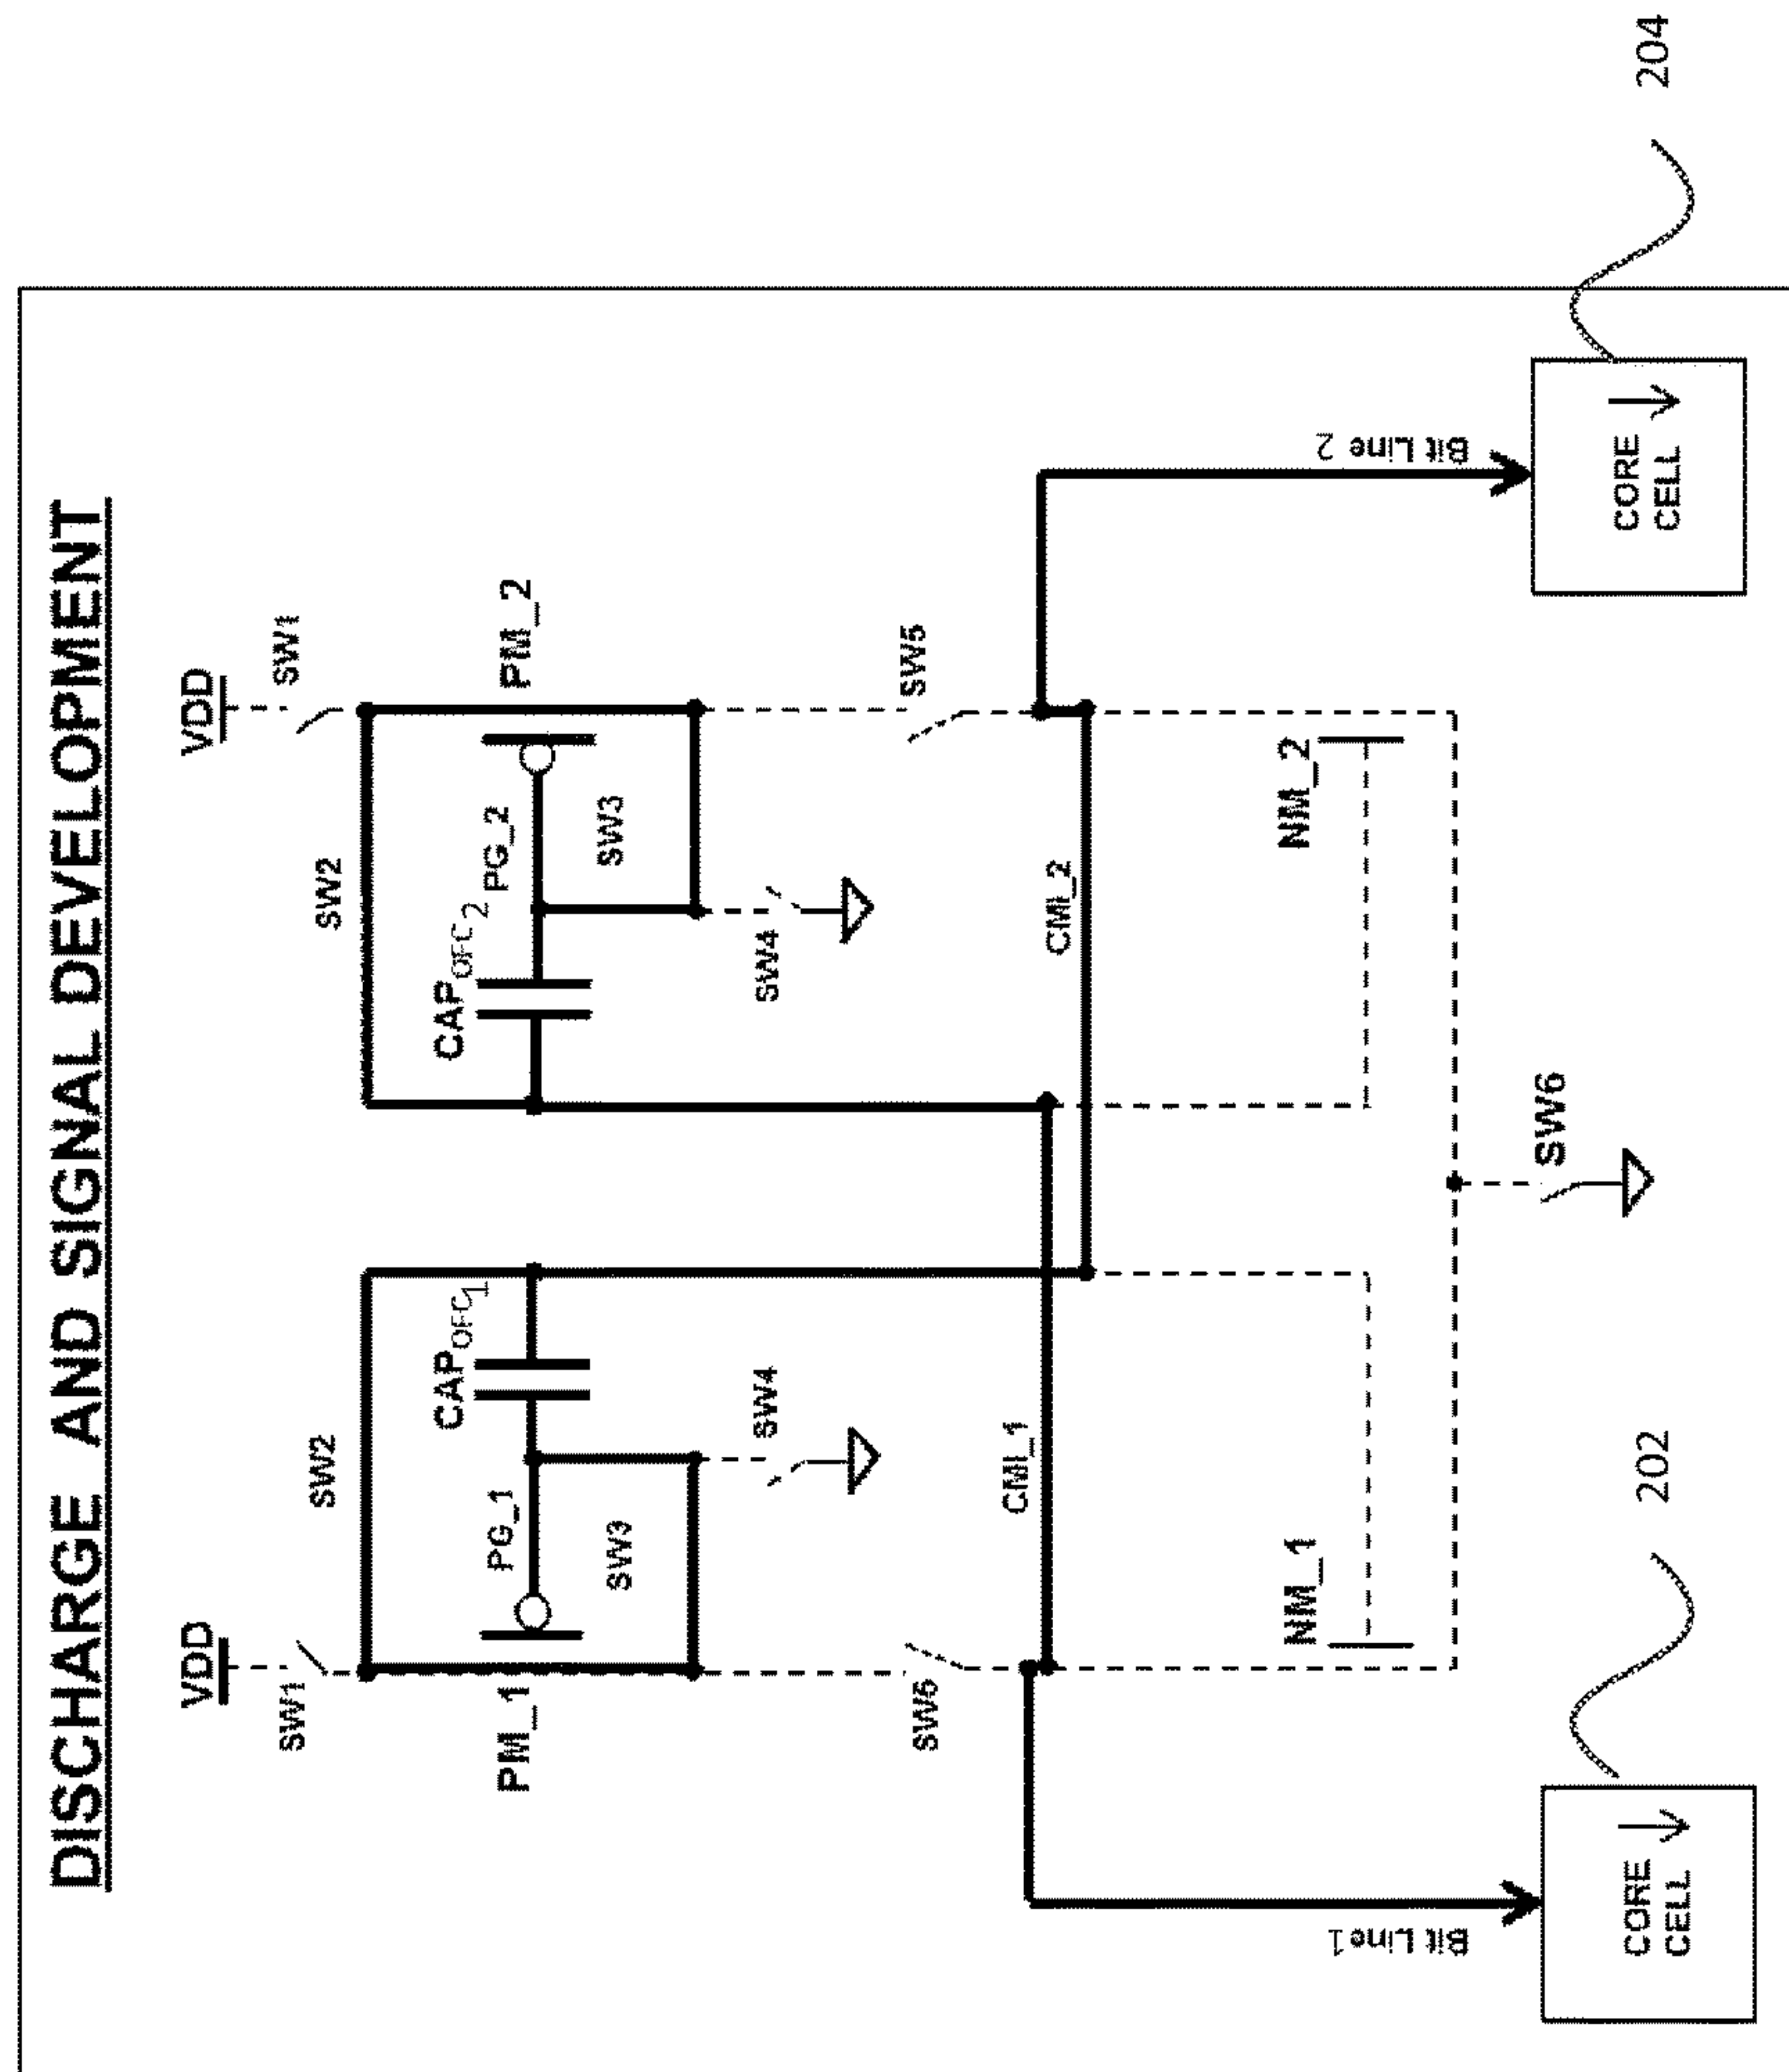 DISCHARGE AND SIGNAL DEVELOPMENT
VDD
VDD
SW1
SW1
SW2
SW2
CAP_OFC_1
CAP_OFC_2
PG_1
PG_2
PM_1
PM_2
SW3
SW3
SW4
SW4
SW5
SW5
CMI_1
CMI_2
NM_1
NM_2
Bit Line 1
Bit Line 2
SW6
CORE
CELL
CORE
CELL
202
204